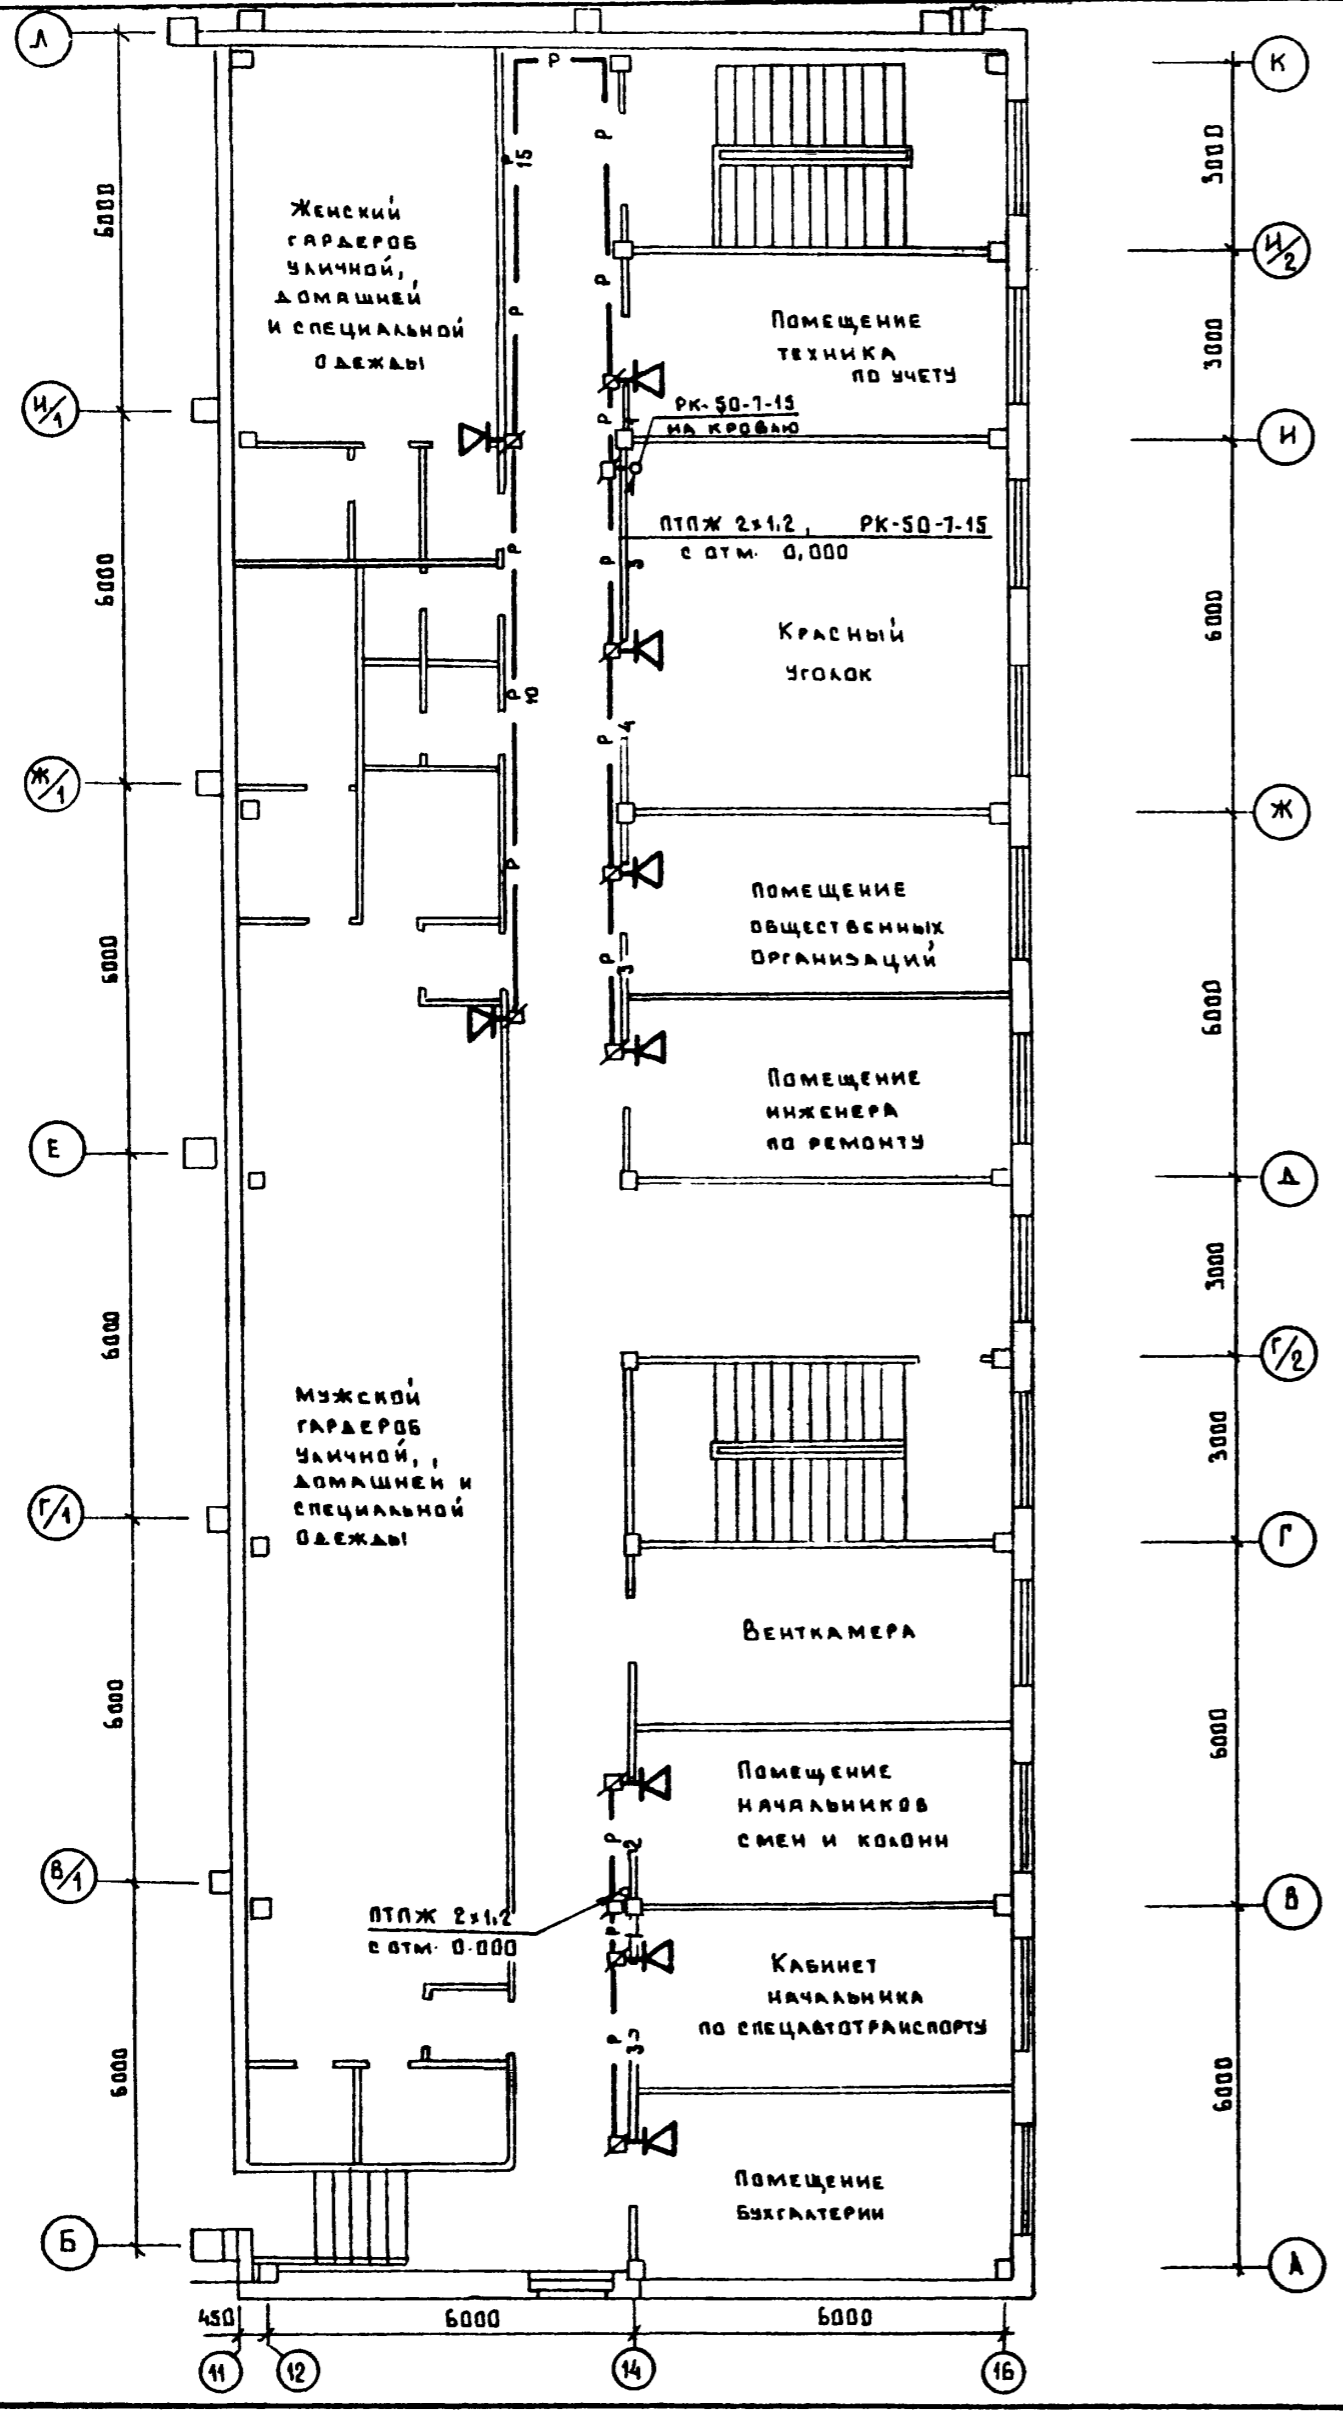 Л
К
6000
3000
И/1
И/2
3000
И
6000
6000
Ж/1
Ж
6000
6000
Е
Д
6000
3000
Г/2
3000
Г/1
Г
6000
6000
В/1
В
6000
6000
Б
А
450
6000
6000
11
12
14
16
Женский
гардероб
уличной,
домашней
и специальной
одежды
Помещение
техника
по учету
РК-50-7-15
на кровлю
ПТПЖ 2х1,2, РК-50-7-15
с отм. 0,000
Красный
уголок
Помещение
общественных
организаций
Помещение
инженера
по ремонту
Мужской
гардероб
уличной,
домашней и
специальной
одежды
Венткамера
Помещение
начальников
смен и колонн
ПТПЖ 2х1,2
с отм. 0.000
Кабинет
начальника
по спецавтотранспорту
Помещение
бухгалтерии
Р
Р
Р
15
Р
Р
Р
Р
Р
3
Р
10
Р
4
Р
Р
3
Р
2
Р
1
Р
3